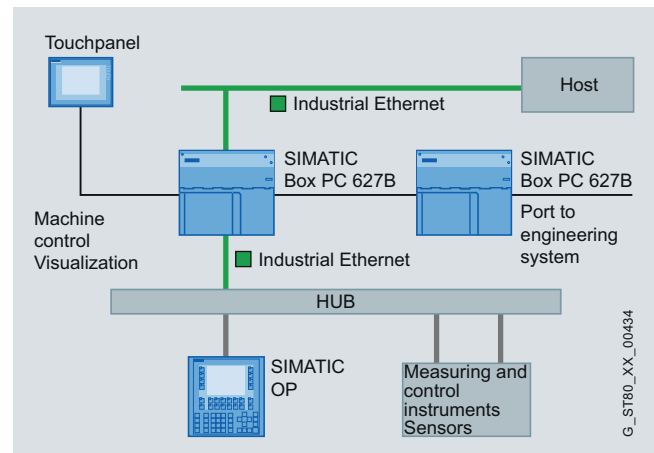 Touchpanel
Industrial Ethernet
Host
SIMATIC
Box PC 627B
SIMATIC
Box PC 627B
Machine
control
Visualization
Port to
engineering
system
Industrial Ethernet
HUB
SIMATIC
OP
Measuring and
control
instruments
Sensors
G_ST80_XX_00434